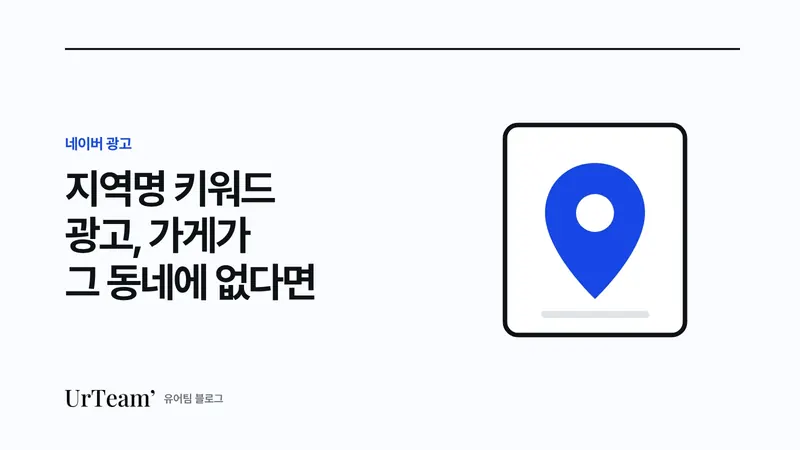 네이버 광고
지역명 키워드
광고, 가게가
그 동네에 없다면
UrTeam’ 유어팀 블로그